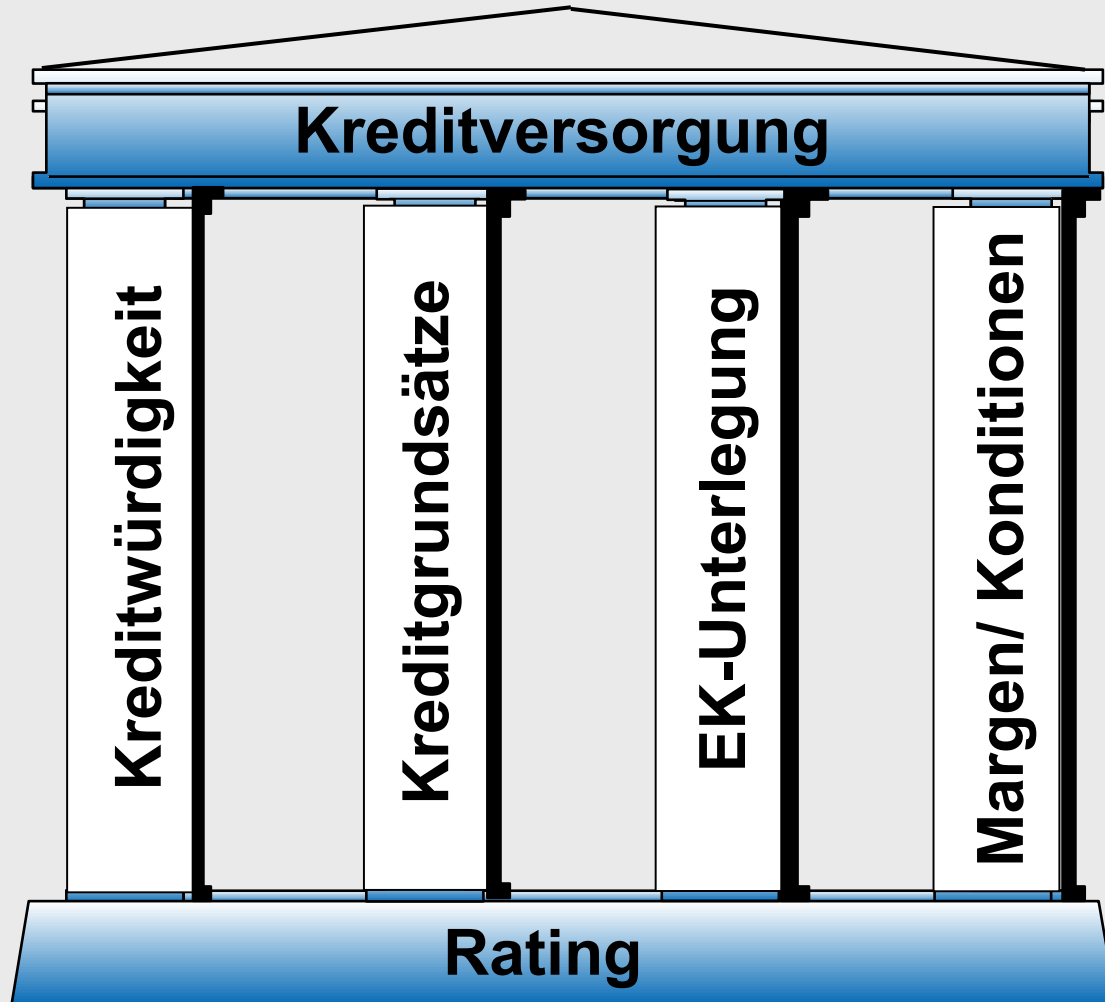 Kreditversorgung
Kreditwürdigkeit
Kreditgrundsätze
EK-Unterlegung
Margen/ Konditionen
Rating